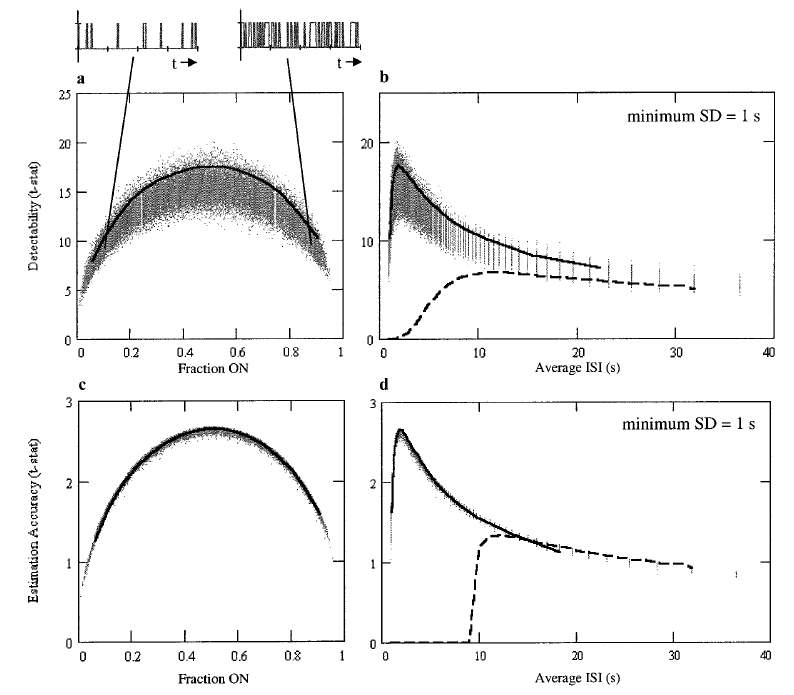 t → t →
a b
25
20
15
10
5
0
Detectability (t-stat)
0 0.2 0.4 0.6 0.8 1
Fraction ON
minimum SD = 1 s
20
10
0
0 10 20 30 40
Average ISI (s)
c d
3
2
1
0
Estimation Accuracy (t-stat)
0 0.2 0.4 0.6 0.8 1
Fraction ON
minimum SD = 1 s
3
2
1
0
0 10 20 30 40
Average ISI (s)